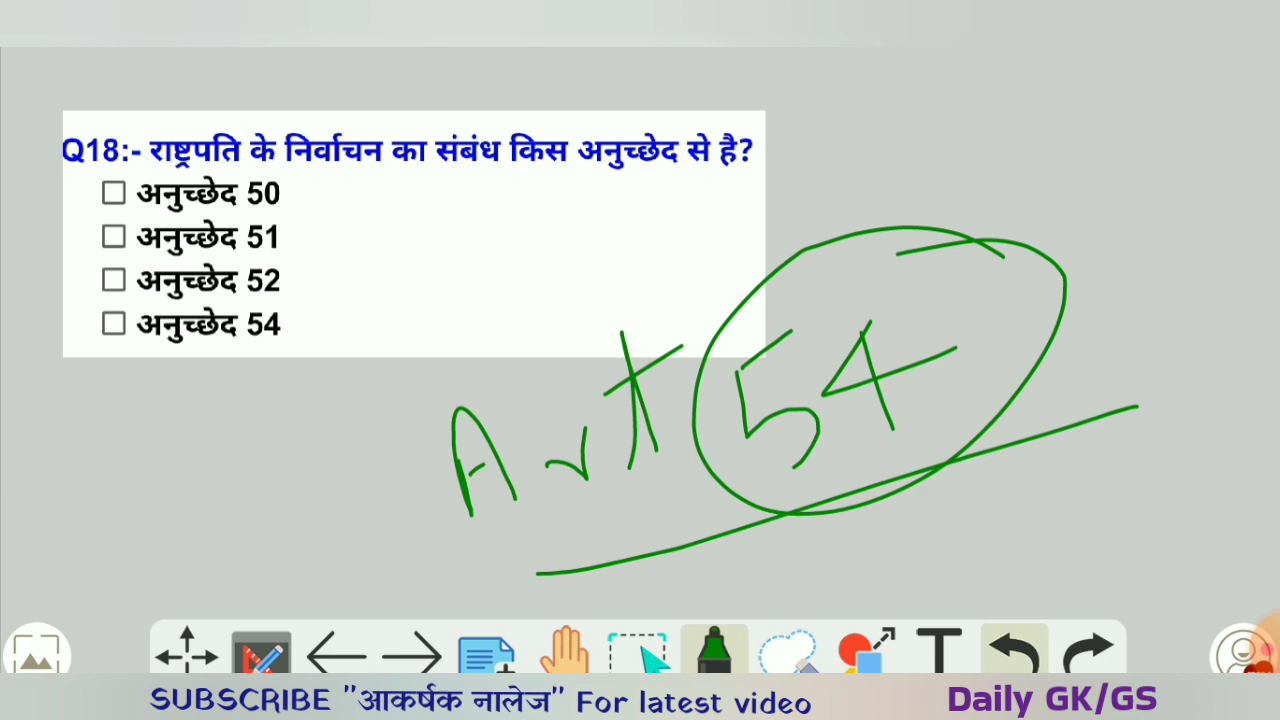 Q18:- राष्ट्रपति के निर्वाचन का संबंध किस अनुच्छेद से है?
☐ अनुच्छेद 50
☐ अनुच्छेद 51
☐ अनुच्छेद 52
☐ अनुच्छेद 54
Art 54
T
SUBSCRIBE "आकर्षक नालेज" For latest video
Daily GK/GS